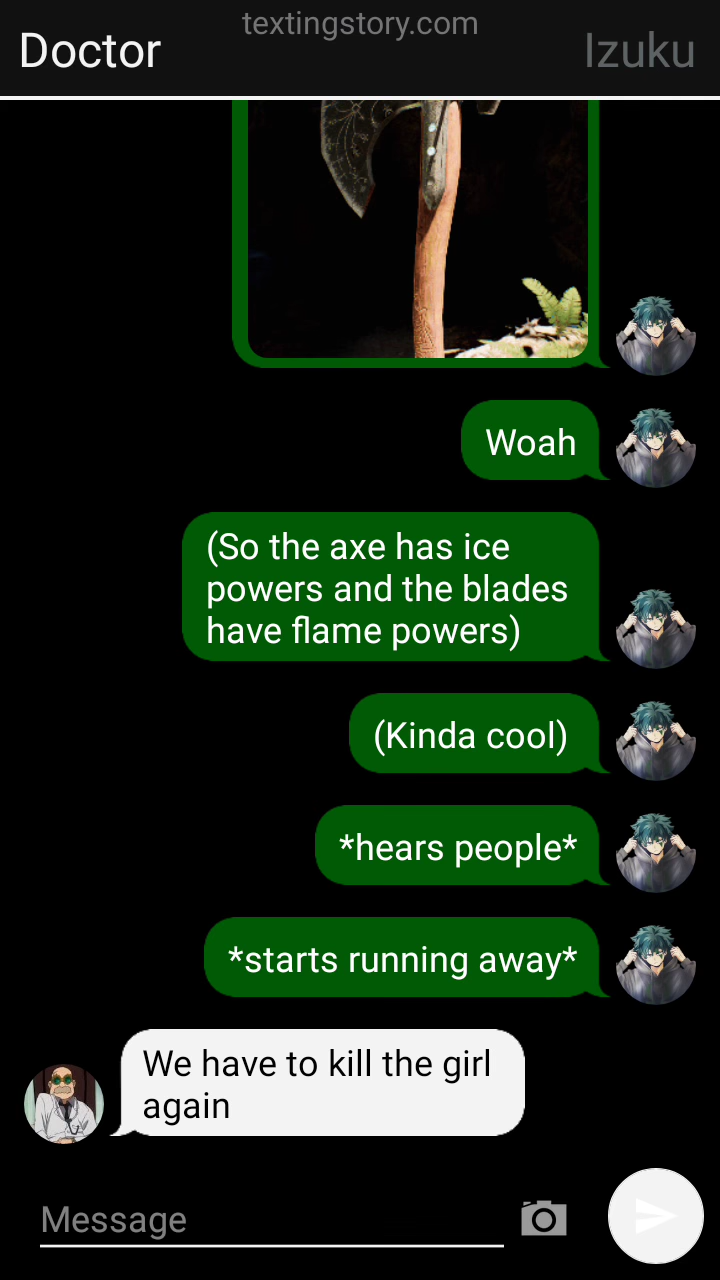 textingstory.com
Doctor
Izuku
Woah
(So the axe has ice
powers and the blades
have flame powers)
(Kinda cool)
*hears people*
*starts running away*
We have to kill the girl
again
Message